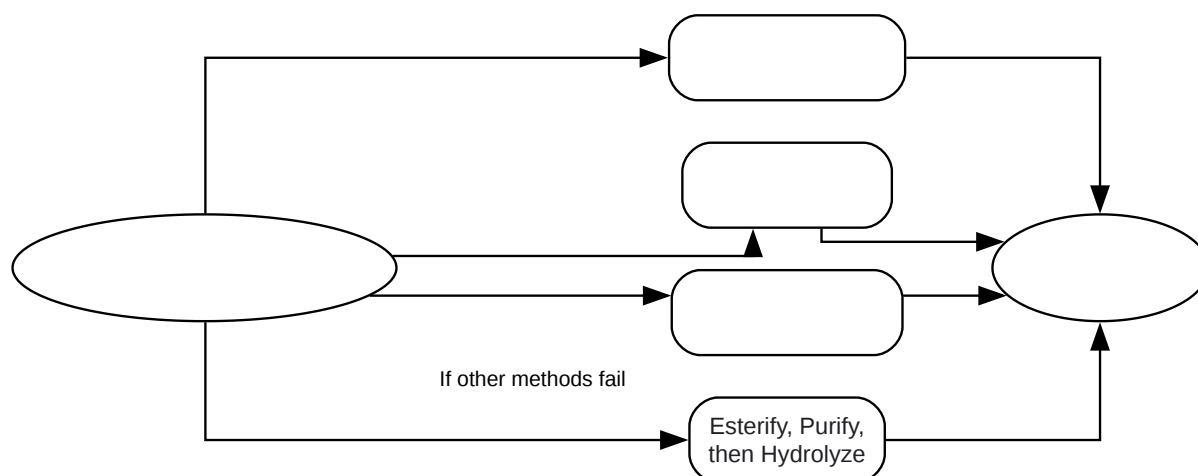 If other methods fail
Esterify, Purify,
then Hydrolyze